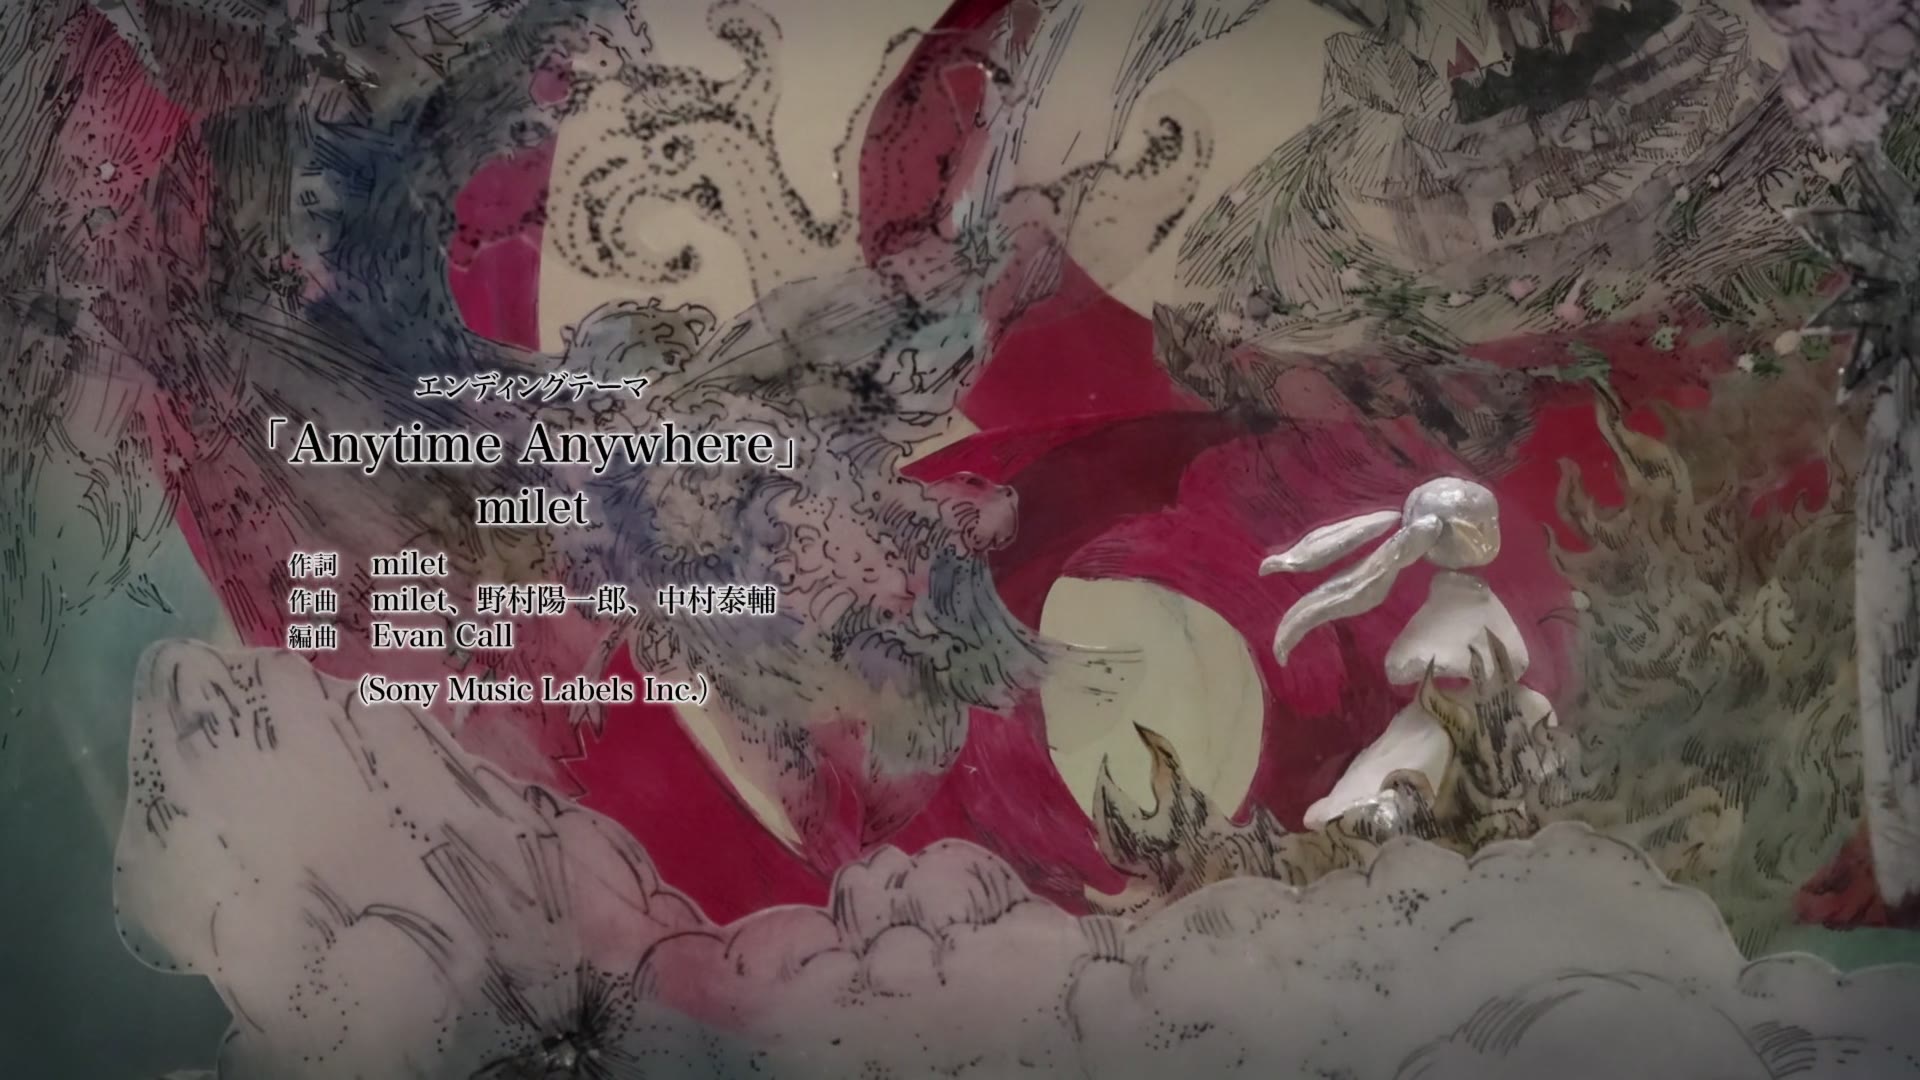 エンディングテーマ
「Anytime Anywhere」
milet
作詞 milet
作曲 milet、野村陽一郎、中村泰輔
編曲 Evan Call
(Sony Music Labels Inc.)